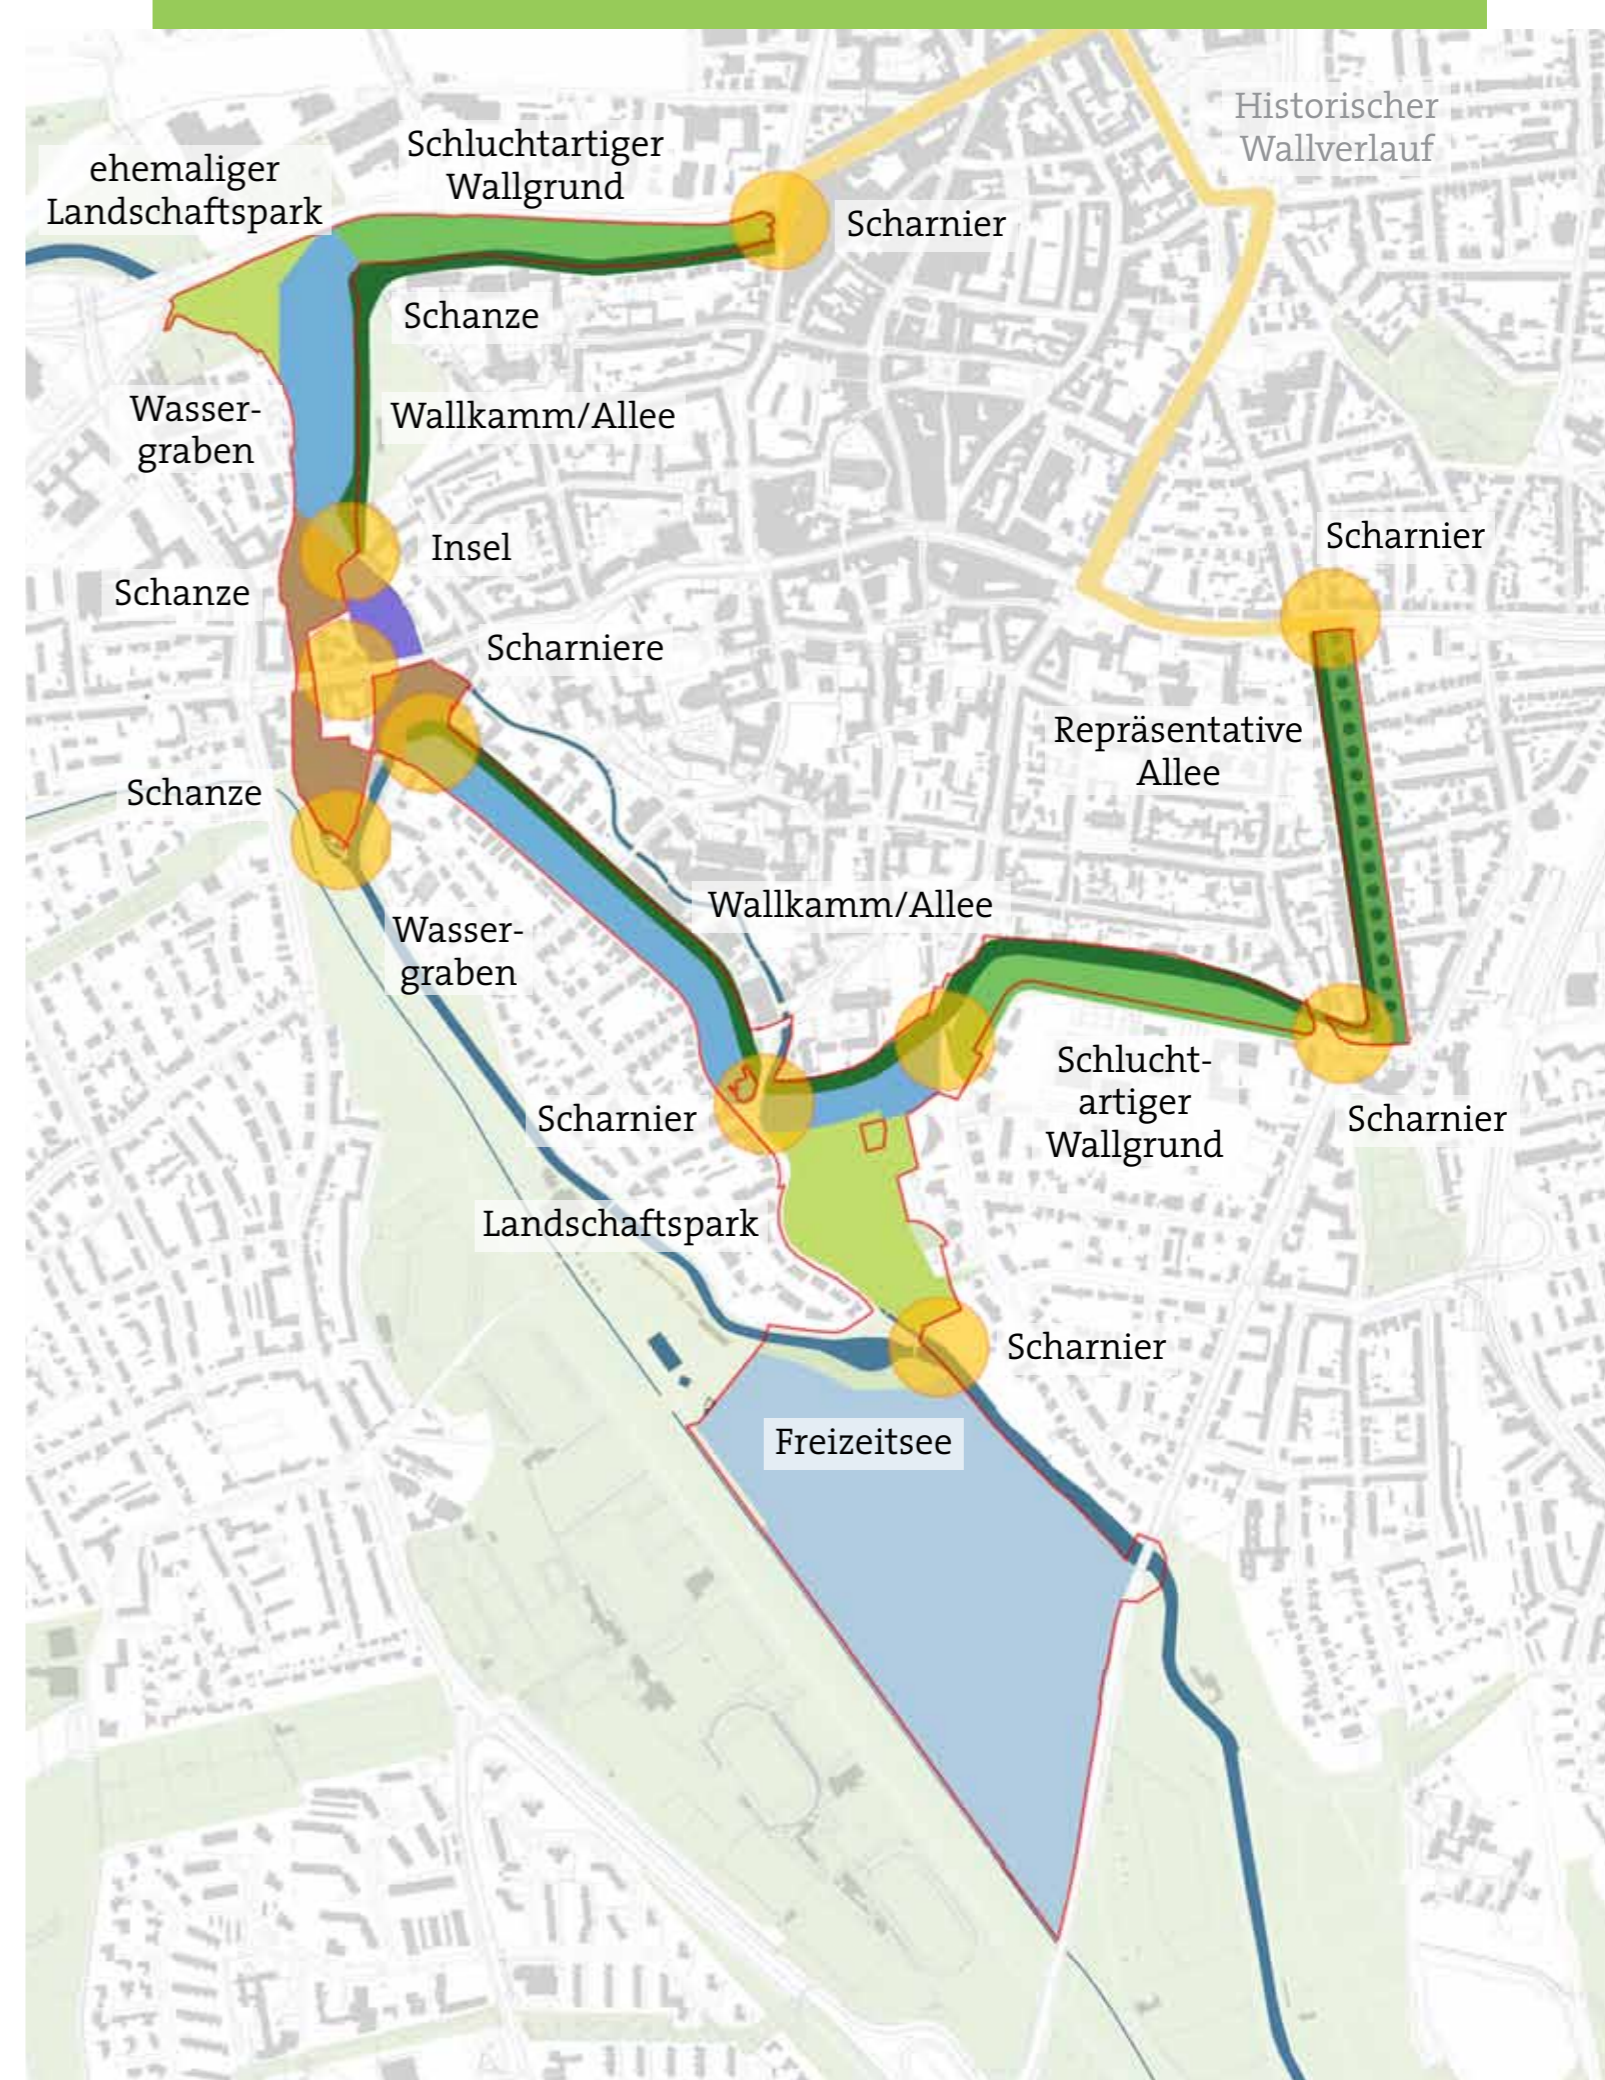 Historischer
Wallverlauf
Schluchtartiger
Wallgrund
ehemaliger
Landschaftspark
Scharnier
Schanze
Wasser-
graben
Wallkamm/Allee
Insel
Scharnier
Schanze
Scharniere
Repräsentative
Allee
Schanze
Wallkamm/Allee
Wasser-
graben
Schlucht-
artiger
Wallgrund
Scharnier
Scharnier
Landschaftspark
Scharnier
Freizeitsee